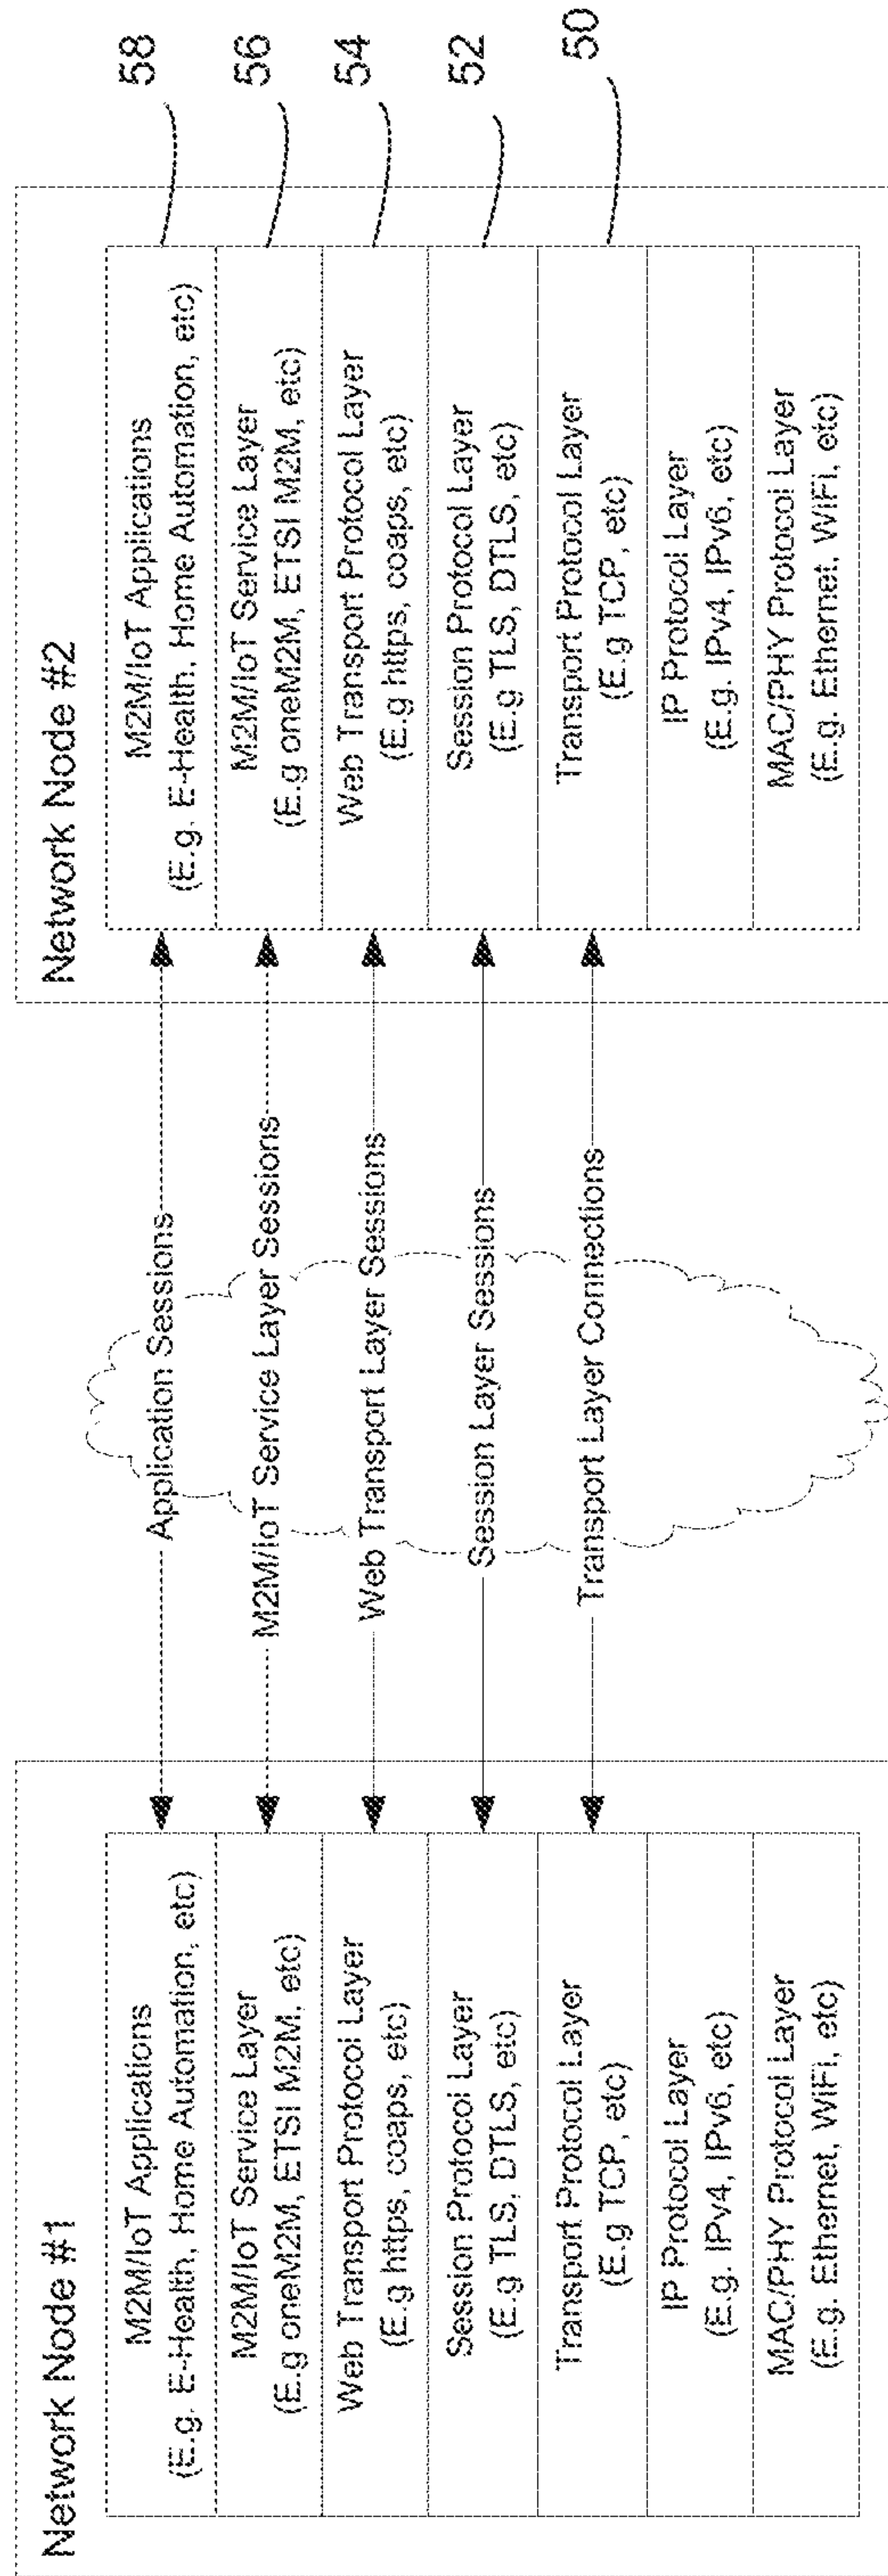 Network Node #1
M2M/IoT Applications
(E.g. E-Health, Home Automation, etc)
M2M/IoT Service Layer
(E.g oneM2M, ETSI M2M, etc)
Web Transport Protocol Layer
(E.g https, coaps, etc)
Session Protocol Layer
(E.g TLS, DTLS, etc)
Transport Protocol Layer
(E.g TCP, etc)
IP Protocol Layer
(E.g. IPv4, IPv6, etc)
MAC/PHY Protocol Layer
(E.g. Ethernet, WiFi, etc)
Application Sessions
M2M/IoT Service Layer Sessions
Web Transport Layer Sessions
Session Layer Sessions
Transport Layer Connections
Network Node #2
M2M/IoT Applications
(E.g. E-Health, Home Automation, etc)
M2M/IoT Service Layer
(E.g oneM2M, ETSI M2M, etc)
Web Transport Protocol Layer
(E.g https, coaps, etc)
Session Protocol Layer
(E.g TLS, DTLS, etc)
Transport Protocol Layer
(E.g TCP, etc)
IP Protocol Layer
(E.g. IPv4, IPv6, etc)
MAC/PHY Protocol Layer
(E.g. Ethernet, WiFi, etc)
58
56
54
52
50